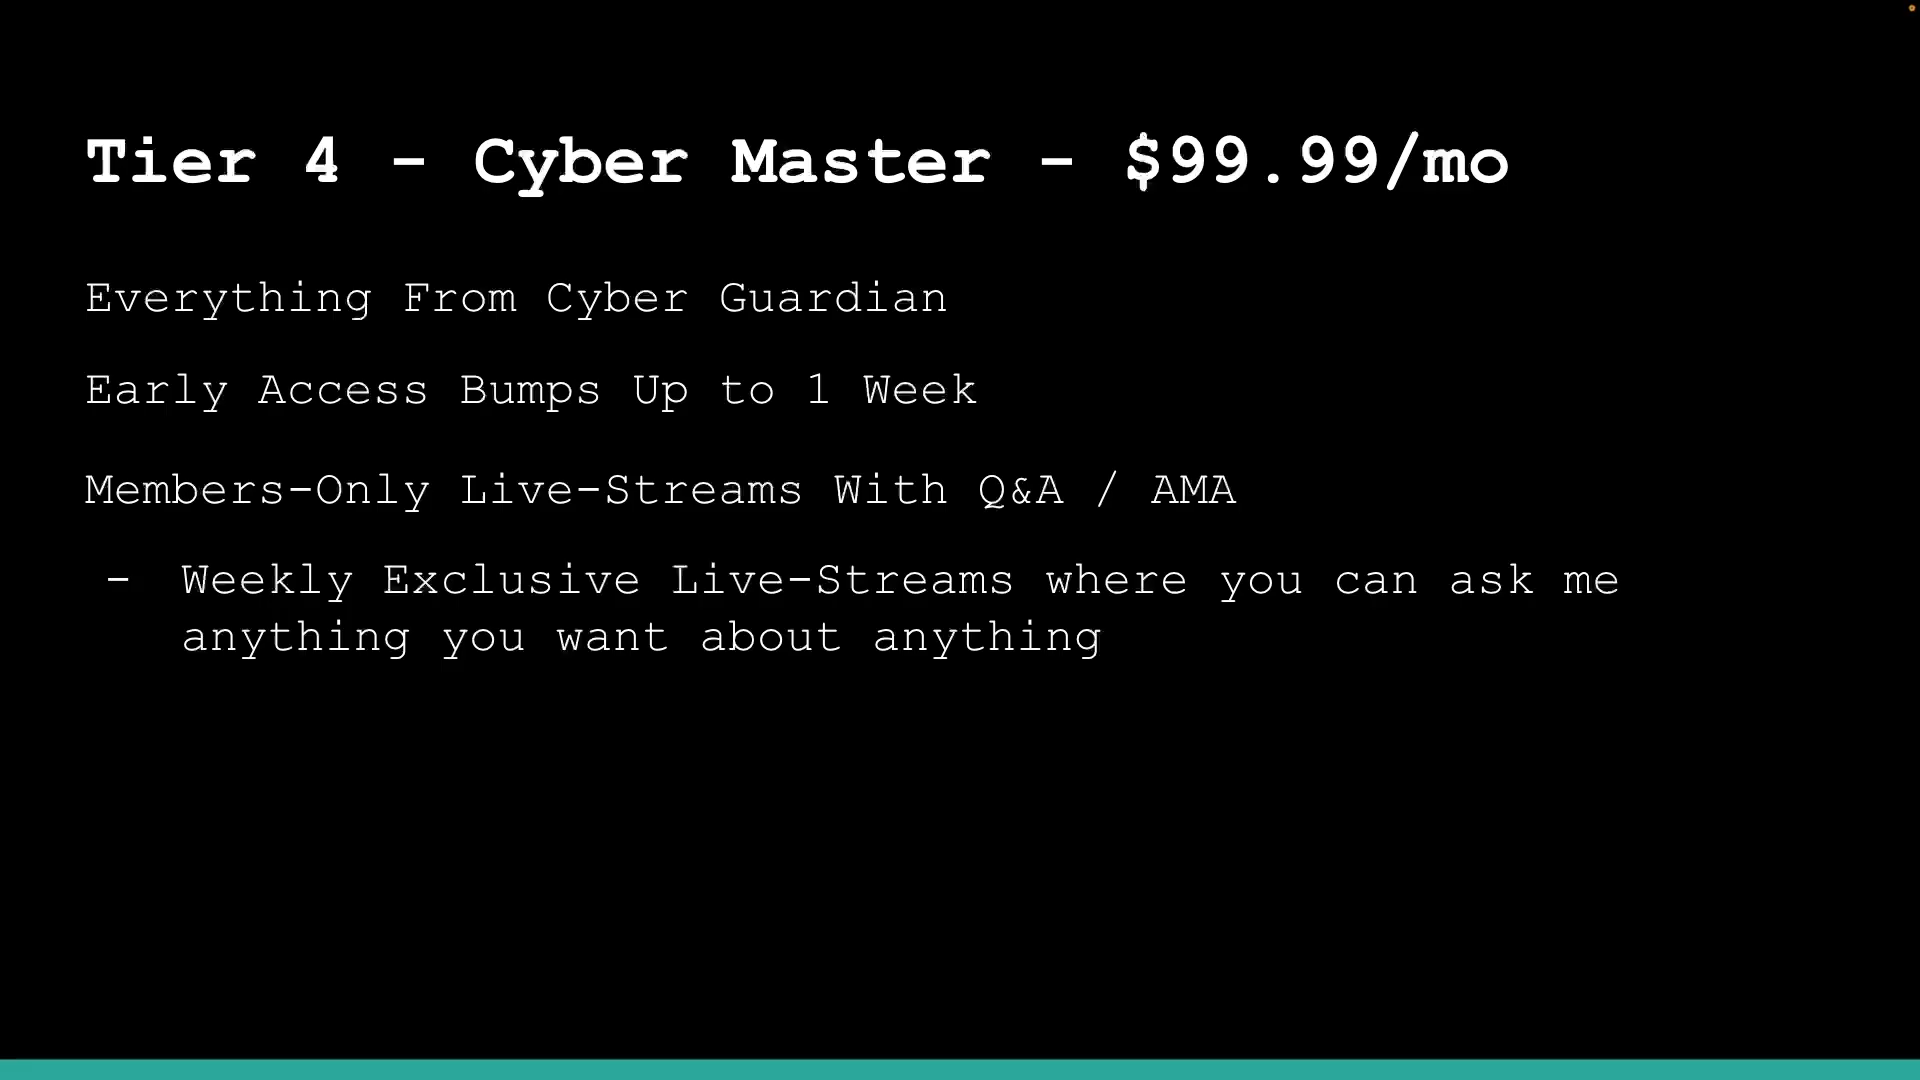 Tier 4 - Cyber Master - $99.99/mo
Everything From Cyber Guardian
Early Access Bumps Up to 1 Week
Members-Only Live-Streams With Q&A / AMA
- Weekly Exclusive Live-Streams where you can ask me
anything you want about anything